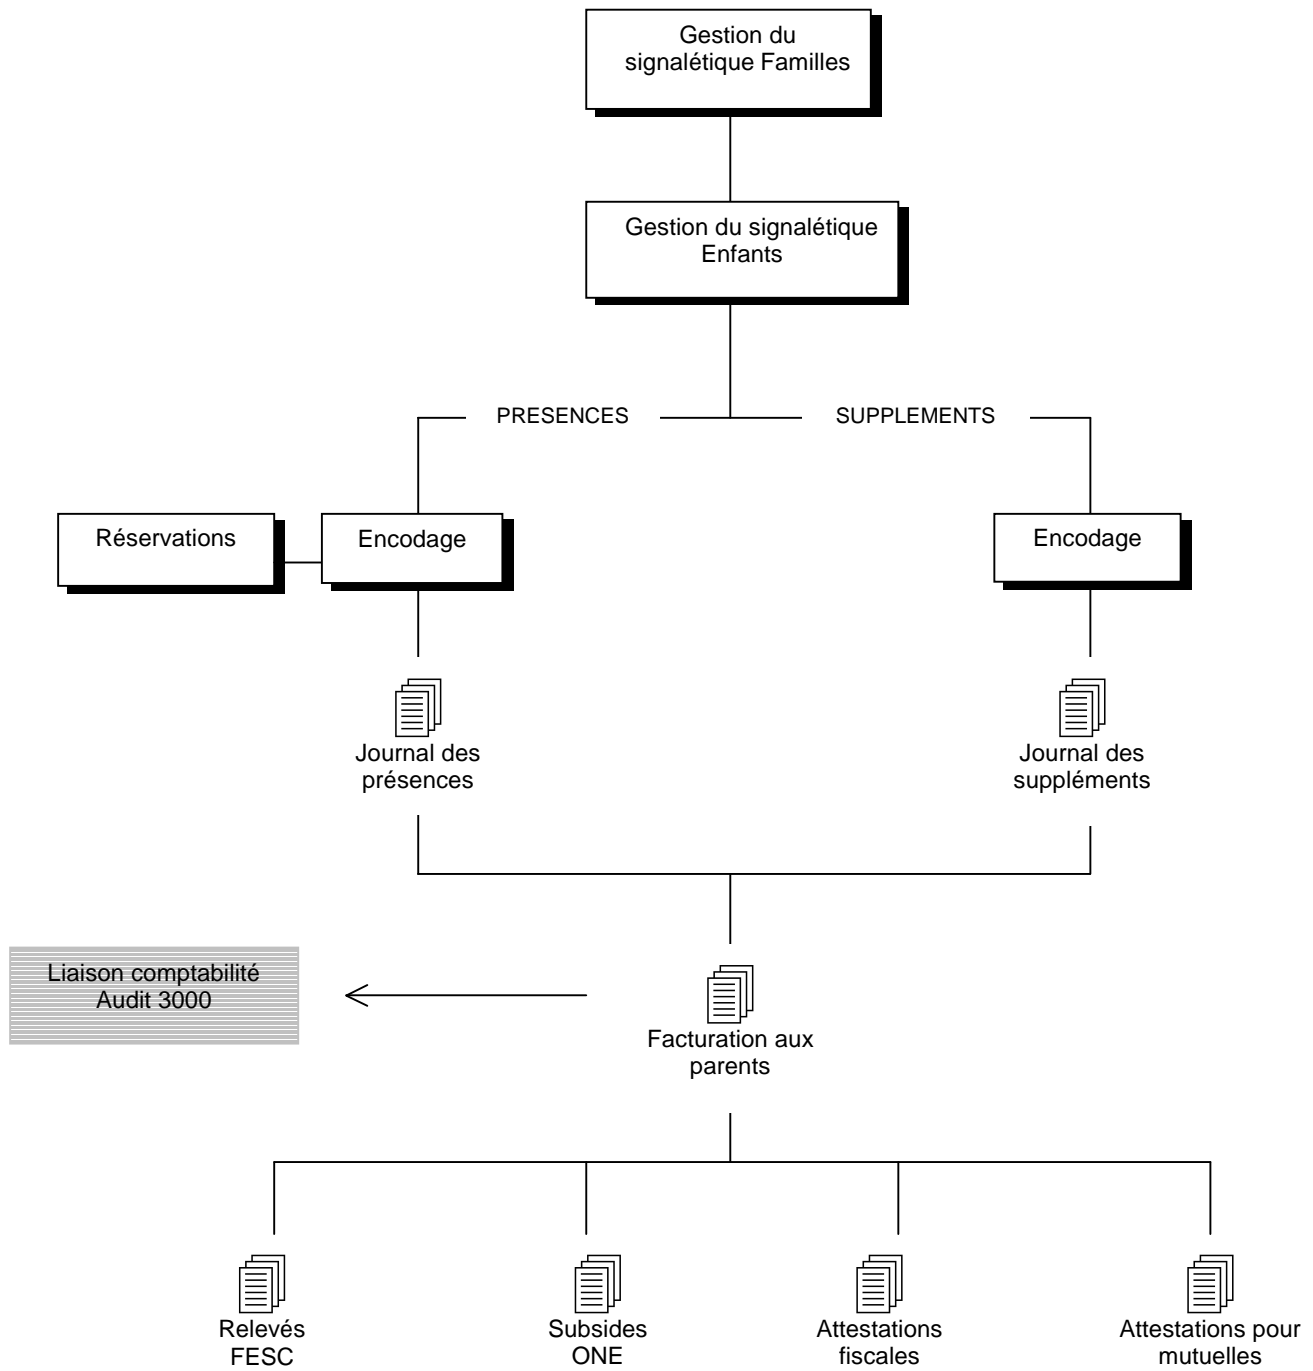 Gestion du
signalétique Familles
Gestion du signalétique
Enfants
PRESENCES
SUPPLEMENTS
Réservations
Encodage
Encodage
Journal des
présences
Journal des
suppléments
Liaison comptabilité
Audit 3000
Facturation aux
parents
Relevés
FESC
Subsides
ONE
Attestations
fiscales
Attestations pour
mutuelles